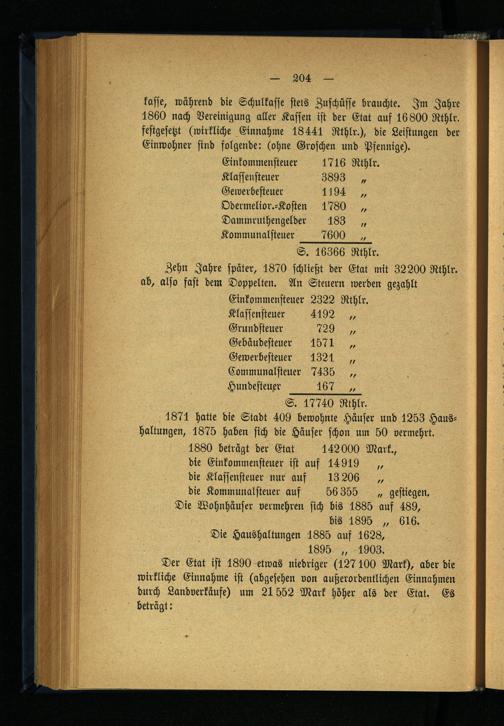 — 204 —
kasse, während die Schulkasse stets Zuschüsse brauchte. Im Jahre
1860 nach Vereinigung aller Kassen ist der Etat auf 16800 Rthlr.
festgesetzt (wirkliche Einnahme 18441 Rthlr.), die Leistungen der
Einwohner sind folgende: (ohne Groschen und Pfennige).
Einkommensteuer 1716 Rthlr.
Klassensteuer 3893 „
Gewerbesteuer 1194 „
Odermelior.=Kosten 1780 „
Dammruthengelder 183 „
Kommunalsteuer 7600 „
S. 16366 Rthlr.
Zehn Jahre später, 1870 schließt der Etat mit 32200 Rthlr.
ab, also fast dem Doppelten. An Steuern werden gezahlt
Einkommensteuer 2322 Rthlr.
Klassensteuer 4192 „
Grundsteuer 729 „
Gebäudesteuer 1571 „
Gewerbesteuer 1321 „
Communalsteuer 7435 „
Hundesteuer 167 „
S. 17740 Rthlr.
1871 hatte die Stadt 409 bewohnte Häuser und 1253 Haus=
haltungen, 1875 haben sich die Häuser schon um 50 vermehrt.
1880 beträgt der Etat 142000 Mark.,
die Einkommensteuer ist auf 14919 „
die Klassensteuer nur auf 13206 „
die Kommunalsteuer auf 56355 „ gestiegen.
Die Wohnhäuser vermehren sich bis 1885 auf 489,
bis 1895 „ 616.
Die Haushaltungen 1885 auf 1628,
1895 „ 1903.
Der Etat ist 1890 etwas niedriger (127100 Mark), aber die
wirkliche Einnahme ist (abgesehen von außerordentlichen Einnahmen
durch Landverkäufe) um 21552 Mark höher als der Etat. Es
beträgt: